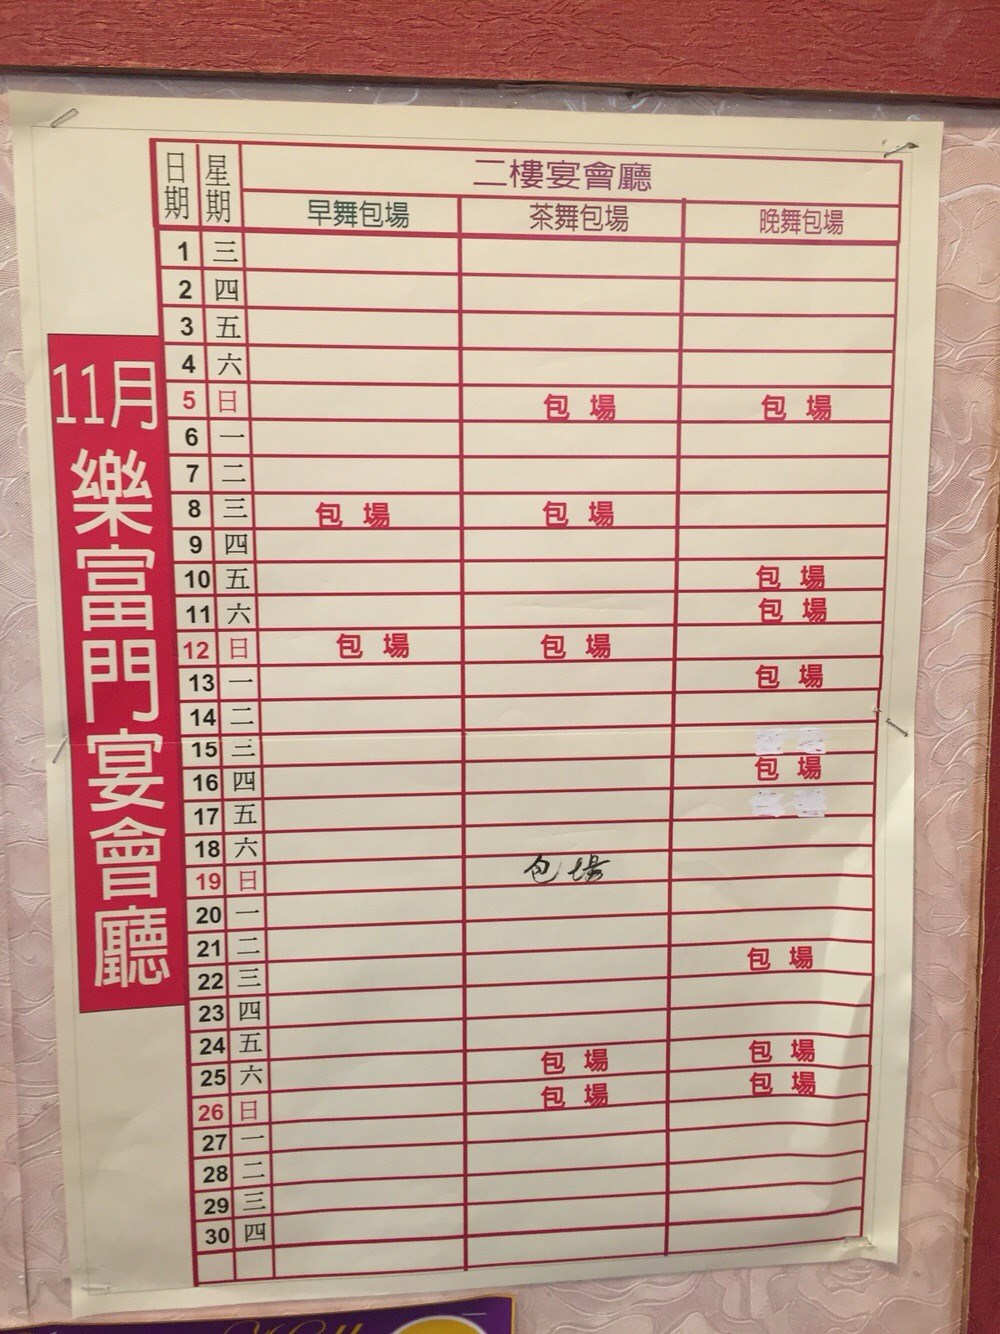 日期 星期 二樓宴會廳
早舞包場 茶舞包場 晚舞包場
11月樂富門宴會廳
1 三
2 四
3 五
4 六
5 日 包場 包場
6 一
7 二
8 三 包場 包場
9 四
10 五 包場
11 六 包場
12 日 包場 包場
13 一 包場
14 二
15 三
16 四 包場
17 五
18 六
19 日 包場
20 一
21 二
22 三 包場
23 四
24 五
25 六 包場 包場
26 日 包場 包場
27 一
28 二
29 三
30 四